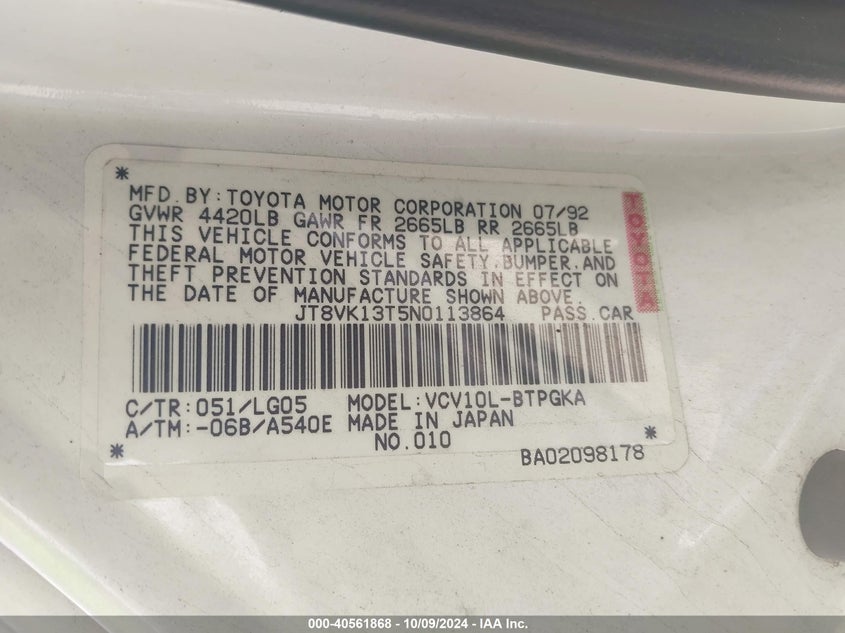 MFD.BY:TOYOTA MOTOR CORPORATION 07/92
GVWR 4420LB GAWR FR 2665LB RR 2665LB
THIS VEHICLE CONFORMS TO ALL APPLICABLE
FEDERAL MOTOR VEHICLE SAFETY,BUMPER,AND
THEFT PREVENTION STANDARDS IN EFFECT ON
THE DATE OF MANUFACTURE SHOWN ABOVE.
JT8VK13T5N0113864 PASS.CAR
TOYOTA
C/TR:051/LG05 MODEL:VCV10L-BTPGKA
A/TM:-06B/A540E MADE IN JAPAN
NO.010
BA02098178
000-40561868 - 10/09/2024 - IAA Inc.